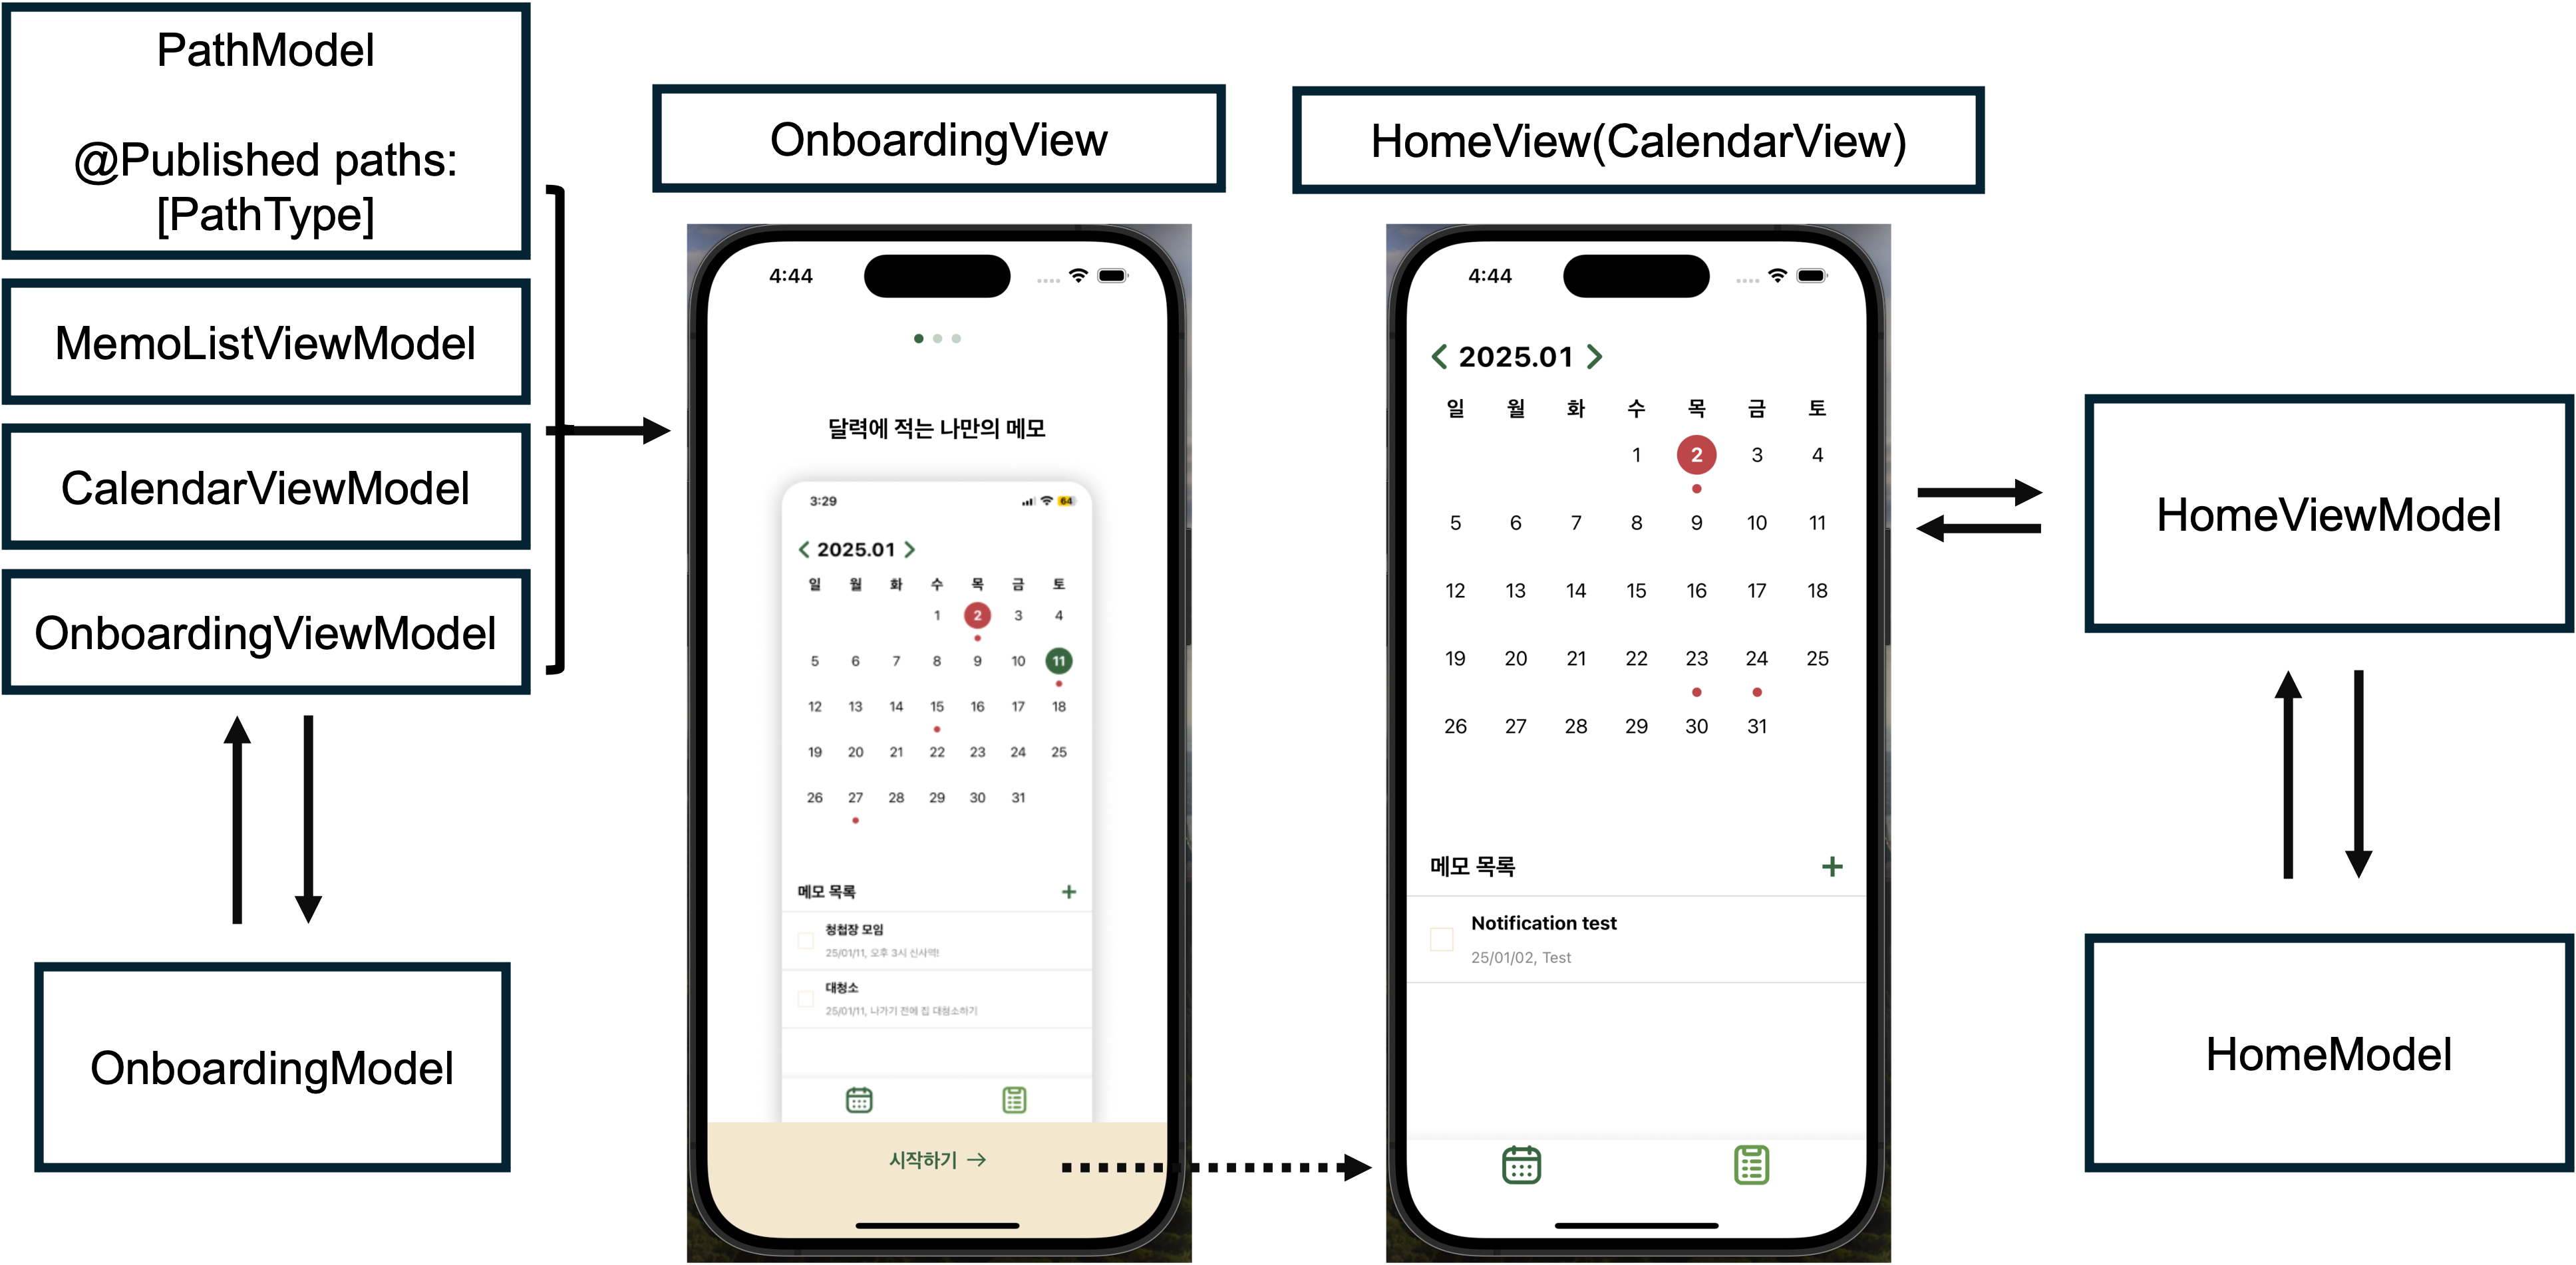 PathModel
@Published paths:
[PathType]
MemoListViewModel
CalendarViewModel
OnboardingViewModel
OnboardingModel
OnboardingView
4:44
달력에 적는 나만의 메모
3:29
64
2025.01
일 월 화 수 목 금 토
1 2 3 4
5 6 7 8 9 10 11
12 13 14 15 16 17 18
19 20 21 22 23 24 25
26 27 28 29 30 31
메모 목록 +
청첩장 모임
25/01/11, 오후 3시 신사역!
대청소
25/01/11, 나가기 전에 집 대청소하기
시작하기 →
HomeView(CalendarView)
4:44
2025.01
일 월 화 수 목 금 토
1 2 3 4
5 6 7 8 9 10 11
12 13 14 15 16 17 18
19 20 21 22 23 24 25
26 27 28 29 30 31
메모 목록 +
Notification test
25/01/02, Test
HomeViewModel
HomeModel